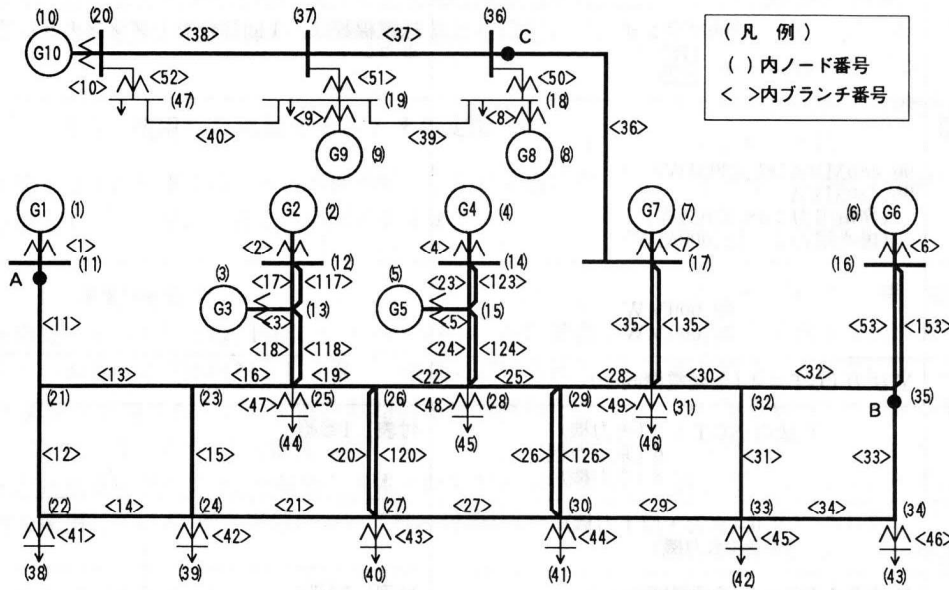 (10) (20) (37) (36)
<38> <37> C
G10
<10> <52> <51> <50>
(47) (19) (18)
<9> <8>
<40> <39> <36>
G9 (9) G8 (8)
(凡例)
( )内ノード番号
< >内ブランチ番号
G1 (1) G2 (2) G4 (4) G7 (7) (6) G6
<1> <2> <4> <7> <6>
(11) (12) (14) (17) (16)
A (3) <17> <117> (5) <23> <123>
G3 (13) G5 (15)
<3> <5>
<11> <18> <118> <24> <124> <35> <135> <53> <153>
<13> <16> <19> <22> <25> <28> <30> <32>
(21) (23) <47> (25) (26) <48> (28) (29) <49> (31) (32) B (35)
(44) (45) (46)
<12> <15> <20> <120> <26> <126> <31> <33>
(22) <14> (24) <21> (27) <27> (30) <29> (33) <34> (34)
<41> <42> <43> <44> <45> <46>
(38) (39) (40) (41) (42) (43)